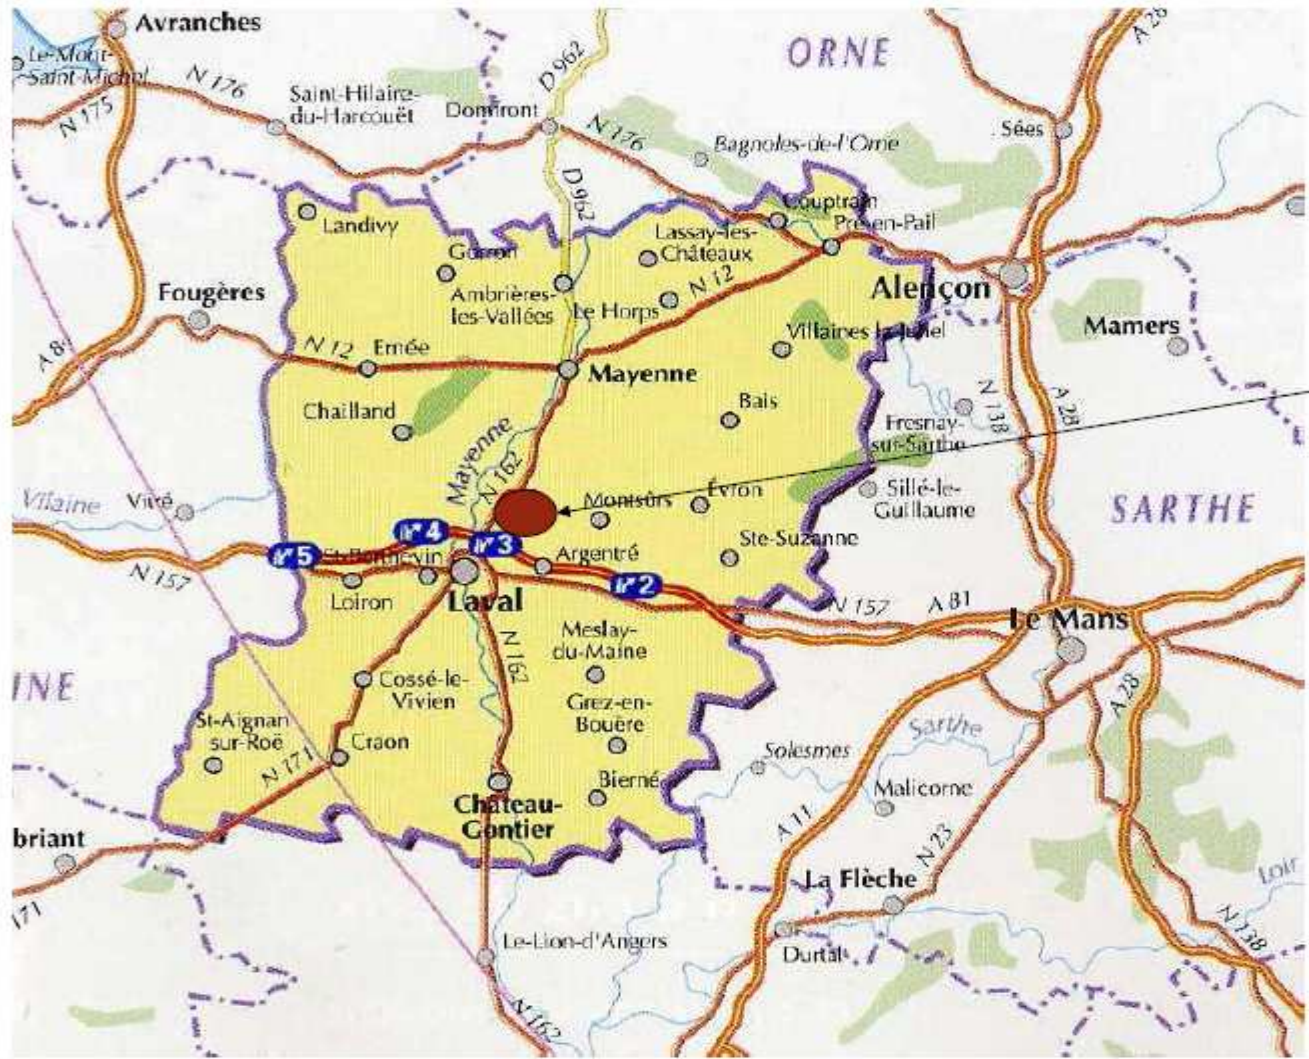 Avranches
Le-Mont-
Saint-Michel
N 175
N 176
Saint-Hilaire-
du-Harcouët
D 962
Domfront
N 176
ORNE
Bagnoles-de-l'Orne
A 28
Sées
D 962
Landivy
Gorron
Ambrières-
les-Vallées
Lassay-les-
Châteaux
Couptrain
Pré-en-Pail
Le Horps
N 12
Alençon
Fougères
A 8
N 12
Ernée
Mayenne
Villaines-la-Juhel
Mamers
Chailland
Bais
N 138
A 28
Fresnay-
sur-Sarthe
Mayenne
N 162
Vilaine
Vitré
Montsûrs
Évron
Sillé-le-
Guillaume
SARTHE
4
3
5
St-Berthevin
Argentré
Ste-Suzanne
2
N 157
Loiron
Laval
N 157
A 81
Le Mans
N 162
Meslay-
du-Maine
INE
Cossé-le-
Vivien
Grez-en-
Bouère
A 28
St-Aignan
sur-Roë
Craon
N 171
Sarthe
Solesmes
Bierné
Malicorne
Château-
Gontier
A 11
N 23
briant
171
La Flèche
Loir
Le-Lion-d'Angers
Durtal
N 138
N 162